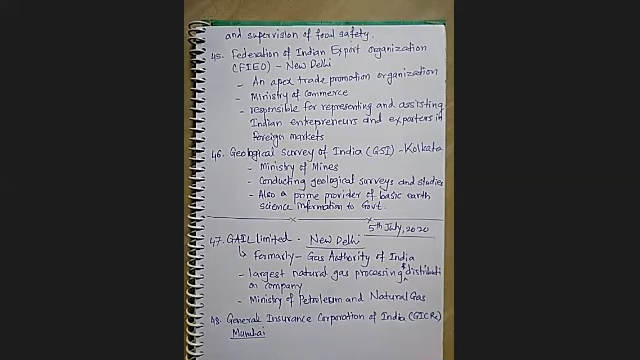 and supervision of food safety.
45. Federation of Indian Export Organization
(FIEO) - New Delhi
- An apex trade promotion organization
- Ministry of Commerce
- responsible for representing and assisting
Indian entrepreneurs and exporters in
foreign markets
46. Geological Survey of India (GSI) - Kolkata
- Ministry of Mines
- Conducting geological surveys and studies
- Also a prime provider of basic earth
science information to Govt.
5th July, 2020
47. GAIL Limited - New Delhi
↳ Formarly - Gas Authority of India
- largest natural gas processing & distributi
on company
- Ministry of Petroleum and Natural Gas
48. General Insurance Corporation of India (GICRe)
Mumbai